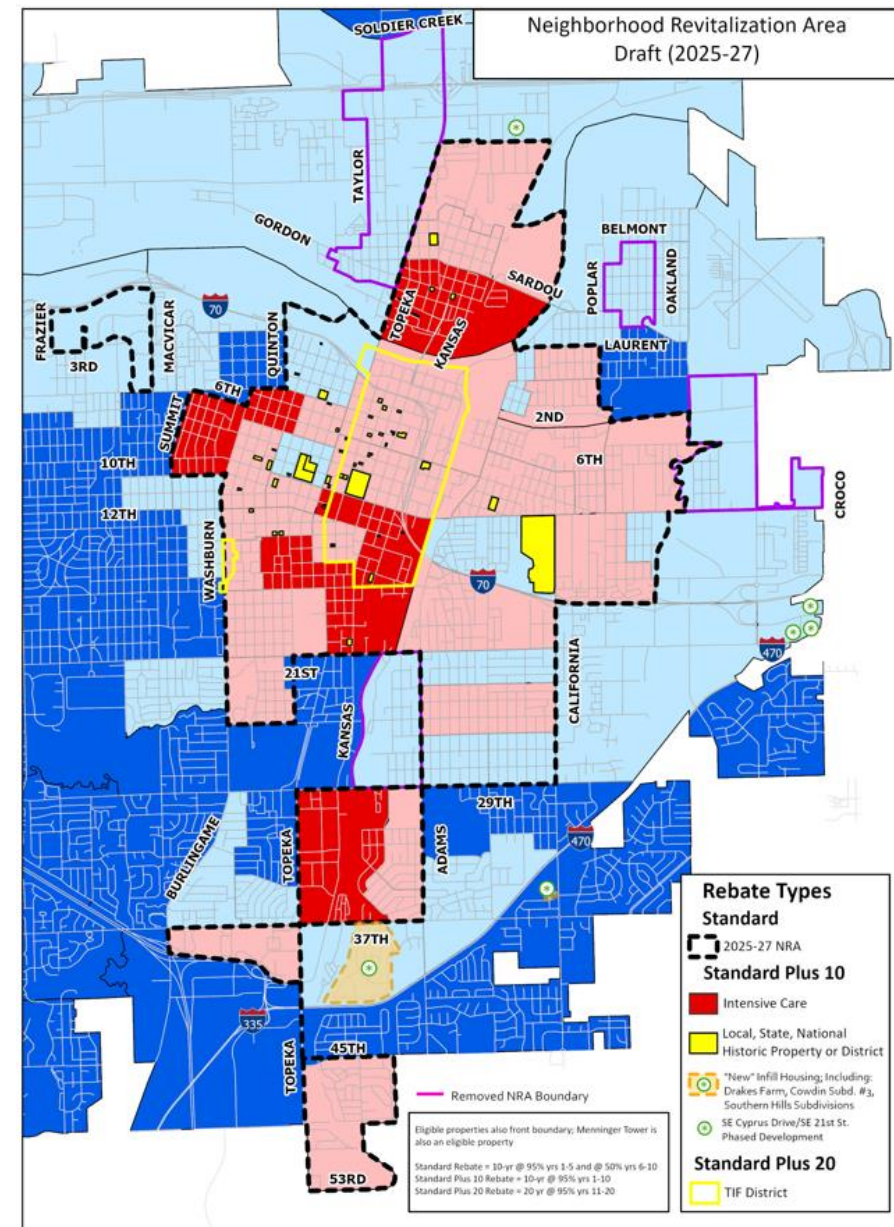 Neighborhood Revitalization Area
Draft (2025-27)
SOLDIER CREEK
TAYLOR
GORDON
BELMONT
POPLAR
OAKLAND
SARDOU
TOPEKA
KANSAS
70
FRAZIER
MACVICAR
QUINTON
3RD
LAURENT
6TH
SUMMIT
2ND
6TH
10TH
12TH
CROCO
WASHBURN
70
CALIFORNIA
470
21ST
KANSAS
29TH
BURLINGAME
TOPEKA
ADAMS
470
37TH
335
45TH
TOPEKA
53RD
Removed NRA Boundary
Eligible properties also front boundary; Menninger Tower is
also an eligible property
Standard Rebate = 10-yr @ 95% yrs 1-5 and @ 50% yrs 6-10
Standard Plus 10 Rebate = 10-yr @ 95% yrs 1-10
Standard Plus 20 Rebate = 20 yr @ 95% yrs 11-20
Rebate Types
Standard
2025-27 NRA
Standard Plus 10
Intensive Care
Local, State, National
Historic Property or District
"New" Infill Housing; Including:
Drakes Farm, Cowdin Subd. #3,
Southern Hills Subdivisions
SE Cyprus Drive/SE 21st St.
Phased Development
Standard Plus 20
TIF District